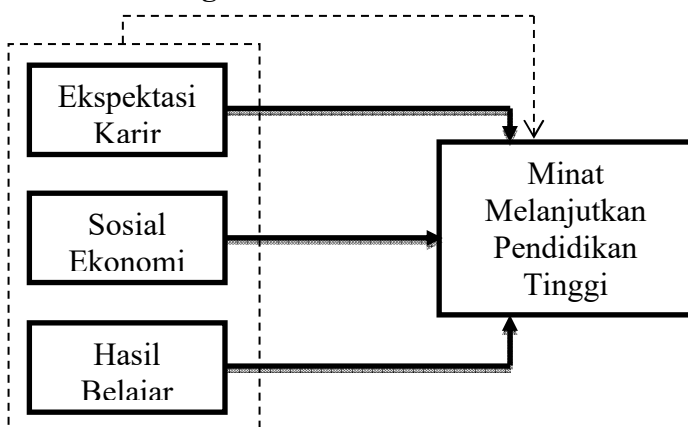 Ekspektasi
Karir
Sosial
Ekonomi
Hasil
Belajar
Minat
Melanjutkan
Pendidikan
Tinggi